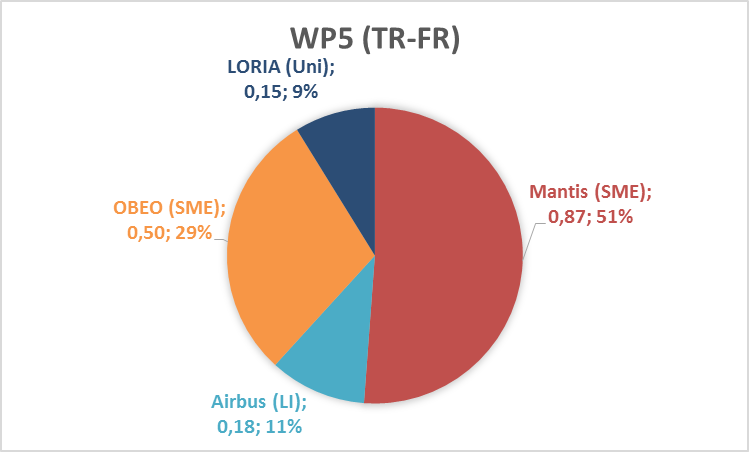 WP5 (TR-FR)
LORIA (Uni);
0,15; 9%
Mantis (SME);
0,87; 51%
OBEO (SME);
0,50; 29%
Airbus (LI);
0,18; 11%